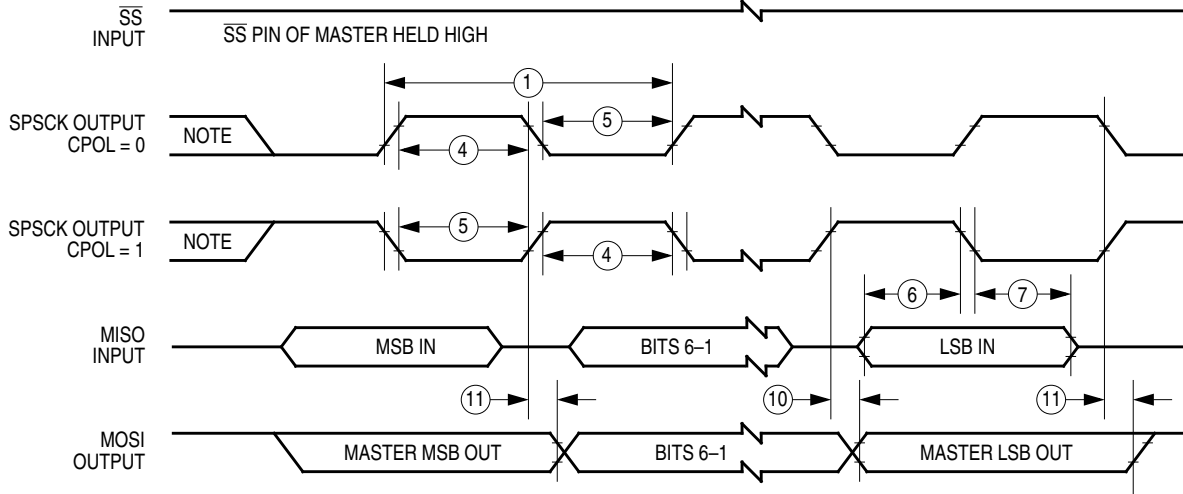 SS
INPUT
SS PIN OF MASTER HELD HIGH
1
SPSCK OUTPUT
CPOL = 0
NOTE
4
5
SPSCK OUTPUT
CPOL = 1
NOTE
5
4
6
7
MISO
INPUT
MSB IN
BITS 6–1
LSB IN
11
10
11
MOSI
OUTPUT
MASTER MSB OUT
BITS 6–1
MASTER LSB OUT